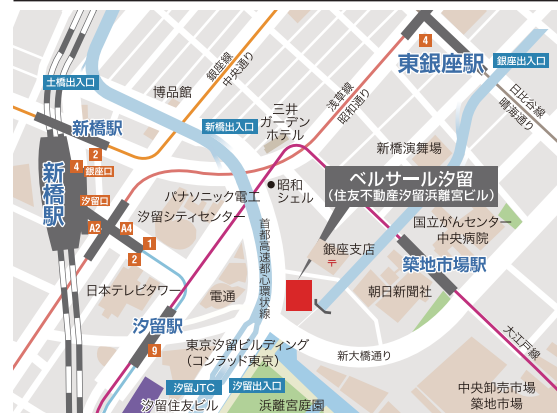 4
東銀座駅
銀座出入口
土橋出入口
銀座線
中央通り
浅草線
昭和通り
日比谷線
晴海通り
博品館
三井
ガーデン
ホテル
新橋出入口
新橋演舞場
新橋駅
2
4
銀座口
新橋駅
汐留口
A2
A4
1
2
パナソニック電工
汐留シティセンター
昭和
シェル
ベルサール汐留
(住友不動産汐留浜離宮ビル)
国立がんセンター
中央病院
首都高速都心環状線
銀座支店
〒
築地市場駅
日本テレビタワー
電通
朝日新聞社
汐留駅
9
東京汐留ビルディング
(コンラッド東京)
新大橋通り
大江戸線
汐留JTC
汐留出入口
汐留住友ビル
浜離宮庭園
中央卸売市場
築地市場